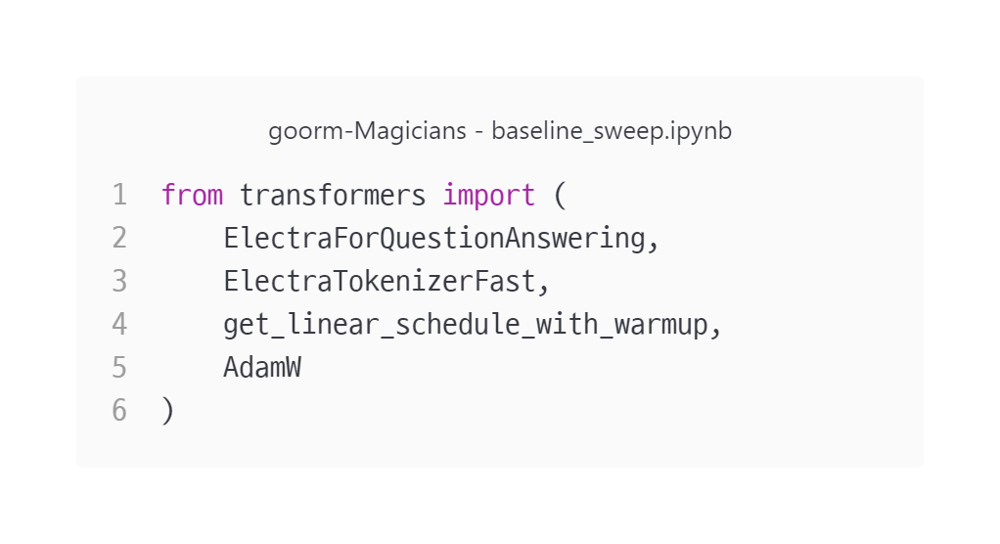 goorm-Magicians - baseline_sweep.ipynb
1 from transformers import (
2     ElectraForQuestionAnswering,
3     ElectraTokenizerFast,
4     get_linear_schedule_with_warmup,
5     AdamW
6 )